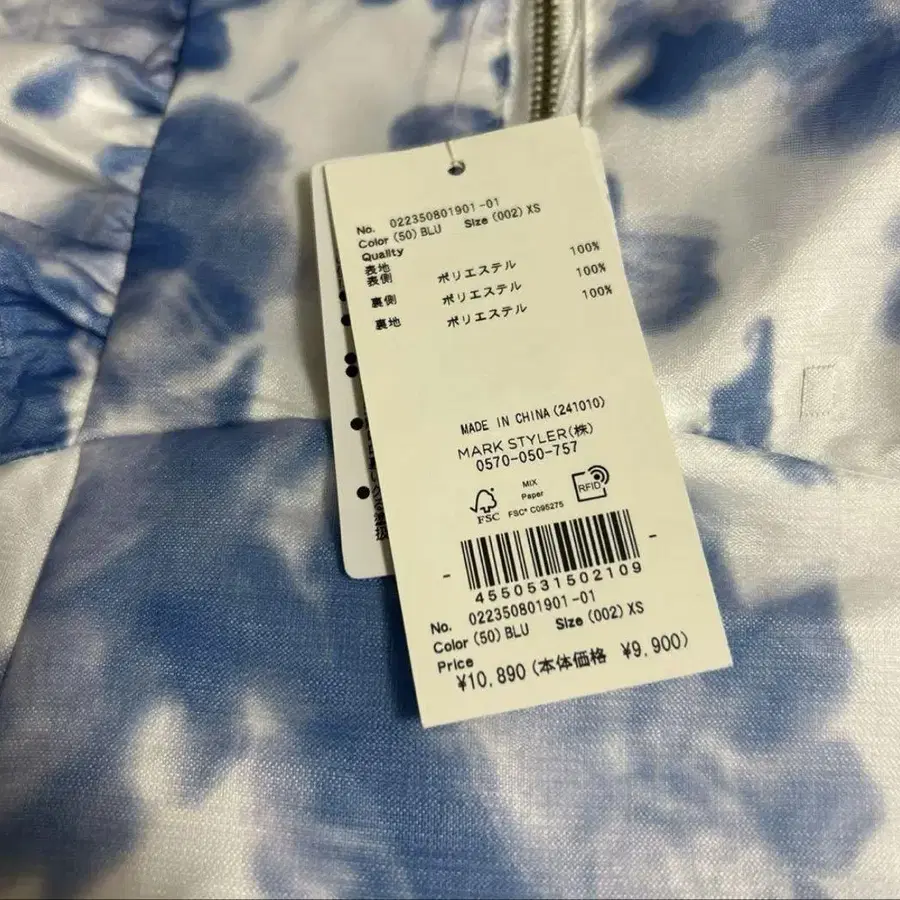 No. 022350801901-01
Color (50) BLU Size (002) XS
Quality
表地
表側 ポリエステル 100%
裏側 ポリエステル 100%
裏地 ポリエステル 100%
MADE IN CHINA (241010)
MARK STYLER(株)
0570-050-757
FSC
MIX
Paper
FSC® C095275
RFID
4550531502109
No. 022350801901-01
Color (50) BLU Size (002) XS
Price
¥10,890 (本体価格 ¥9,900)